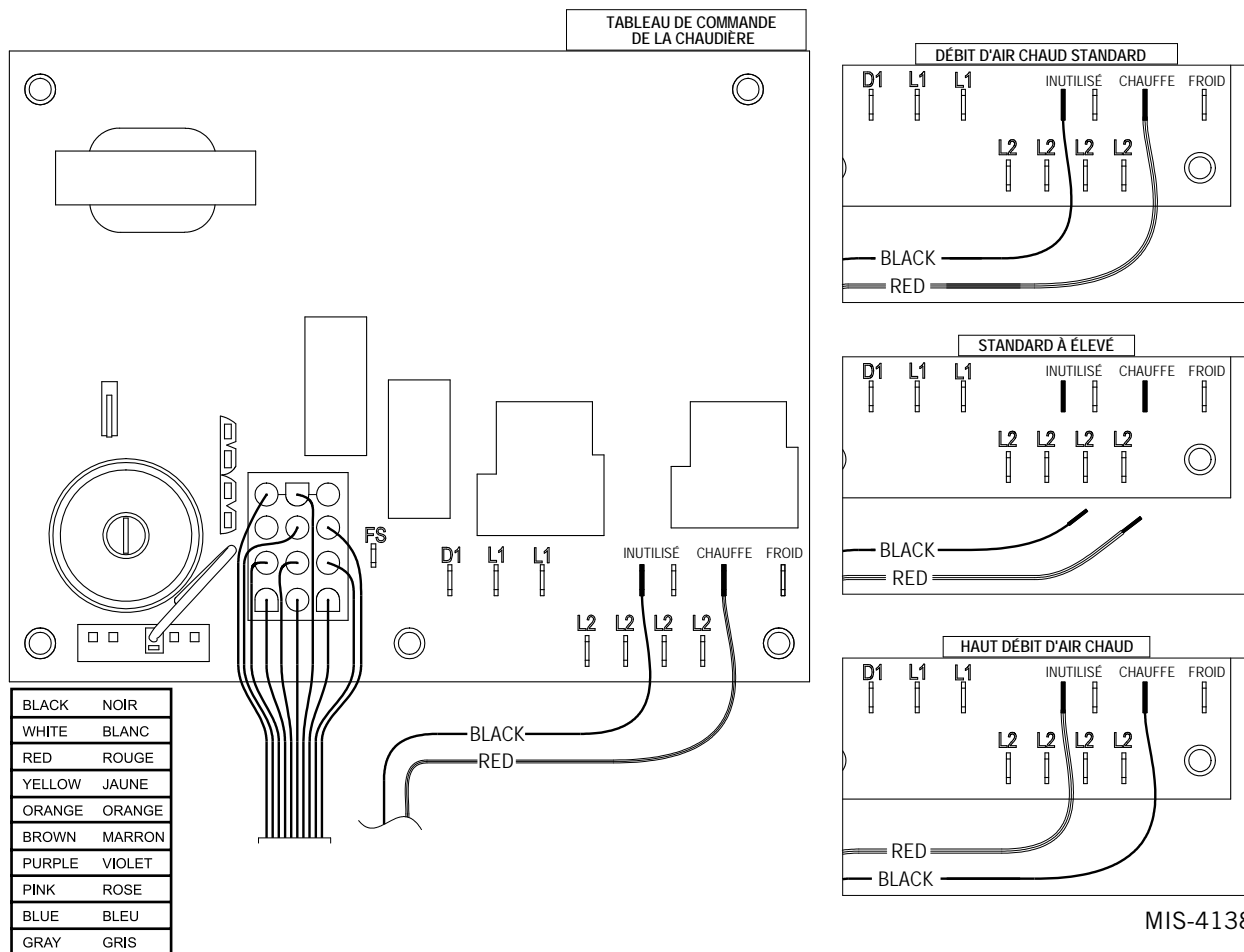 TABLEAU DE COMMANDE
DE LA CHAUDIÈRE
FS
D1 L1 L1 INUTILISÉ CHAUFFE FROID
L2 L2 L2 L2
BLACK
RED
BLACK NOIR
WHITE BLANC
RED ROUGE
YELLOW JAUNE
ORANGE ORANGE
BROWN MARRON
PURPLE VIOLET
PINK ROSE
BLUE BLEU
GRAY GRIS
DÉBIT D'AIR CHAUD STANDARD
D1 L1 L1 INUTILISÉ CHAUFFE FROID
L2 L2 L2 L2
BLACK
RED
STANDARD À ÉLEVÉ
D1 L1 L1 INUTILISÉ CHAUFFE FROID
L2 L2 L2 L2
BLACK
RED
HAUT DÉBIT D'AIR CHAUD
D1 L1 L1 INUTILISÉ CHAUFFE FROID
L2 L2 L2 L2
RED
BLACK
MIS-4138